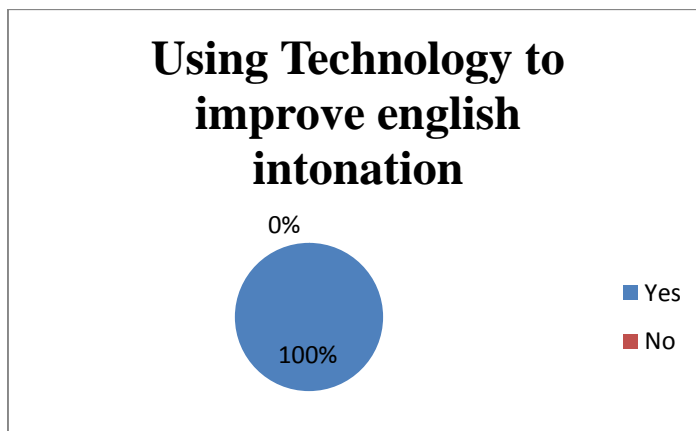 Using Technology to
improve english
intonation
0%
100%
Yes
No